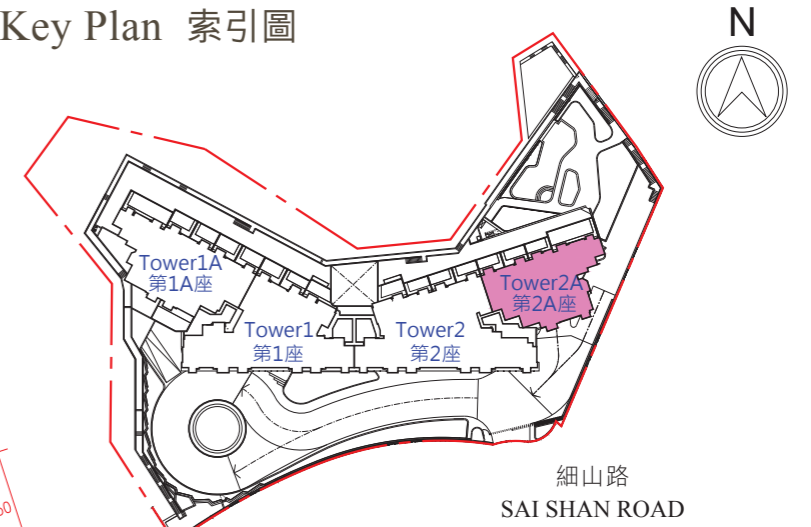 Key Plan 索引圖
N
Tower1A
第1A座
Tower2A
第2A座
Tower1
第1座
Tower2
第2座
細山路
SAI SHAN ROAD